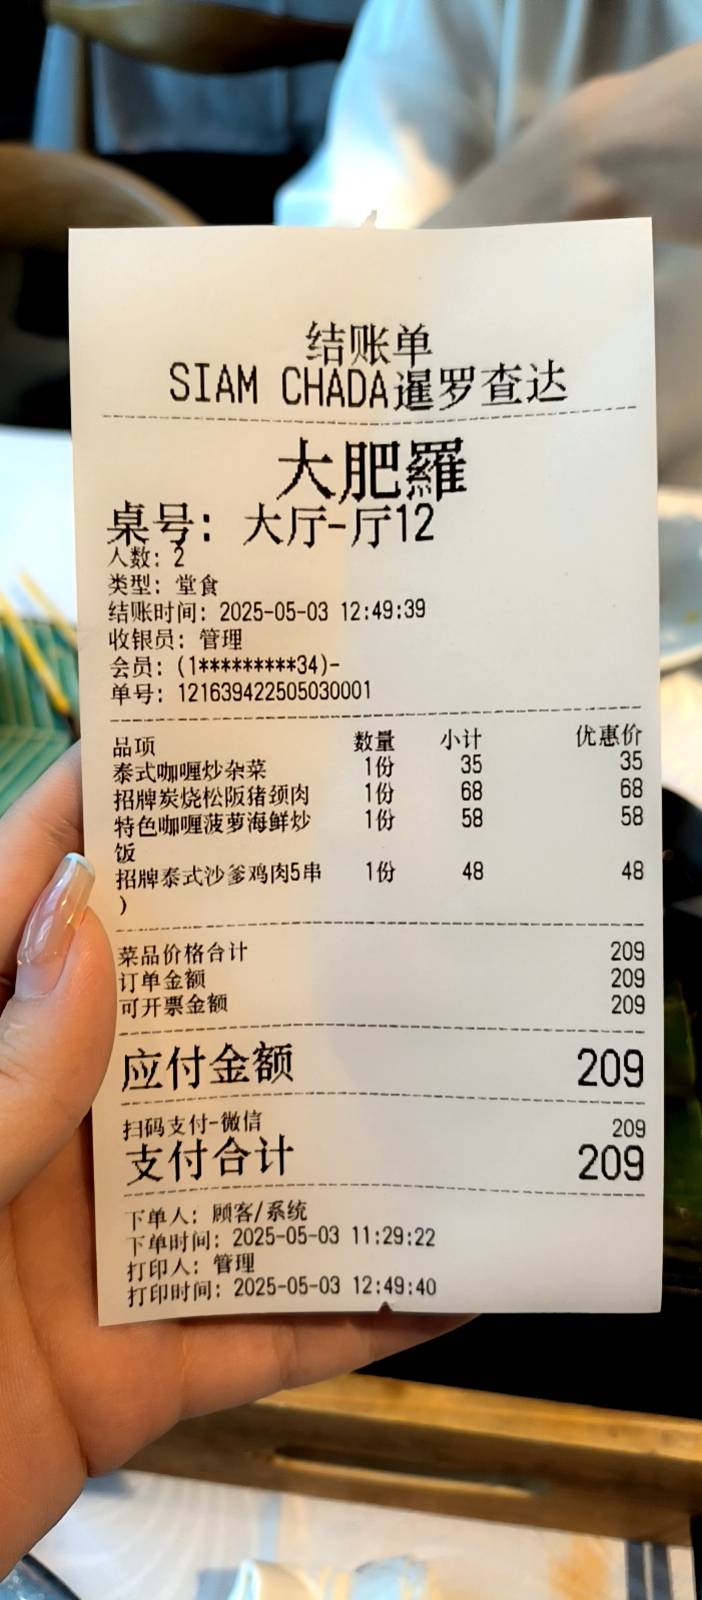 结账单
SIAM CHADA暹罗查达
大肥羅
桌号: 大厅-厅12
人数: 2
类型: 堂食
结账时间: 2025-05-03 12:49:39
收银员: 管理
会员: (1*********34)-
单号: 121639422505030001
品项 数量 小计 优惠价
泰式咖喱炒杂菜 1份 35 35
招牌炭烧松阪猪颈肉 1份 68 68
特色咖喱菠萝海鲜炒 1份 58 58
饭
招牌泰式沙爹鸡肉5串 1份 48 48
)
菜品价格合计 209
订单金额 209
可开票金额 209
应付金额 209
扫码支付-微信 209
支付合计 209
下单人: 顾客/系统
下单时间: 2025-05-03 11:29:22
打印人: 管理
打印时间: 2025-05-03 12:49:40